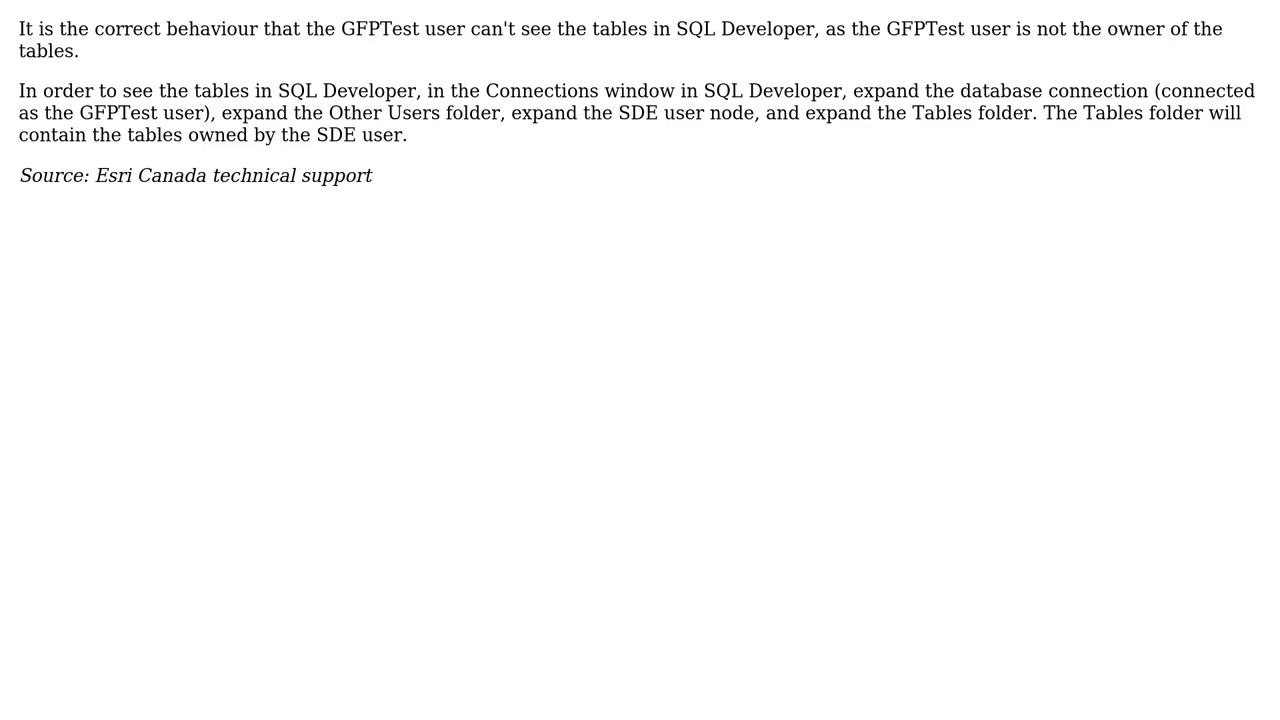 It is the correct behaviour that the GFPTest user can't see the tables in SQL Developer, as the GFPTest user is not the owner of the
tables.
In order to see the tables in SQL Developer, in the Connections window in SQL Developer, expand the database connection (connected
as the GFPTest user), expand the Other Users folder, expand the SDE user node, and expand the Tables folder. The Tables folder will
contain the tables owned by the SDE user.
Source: Esri Canada technical support